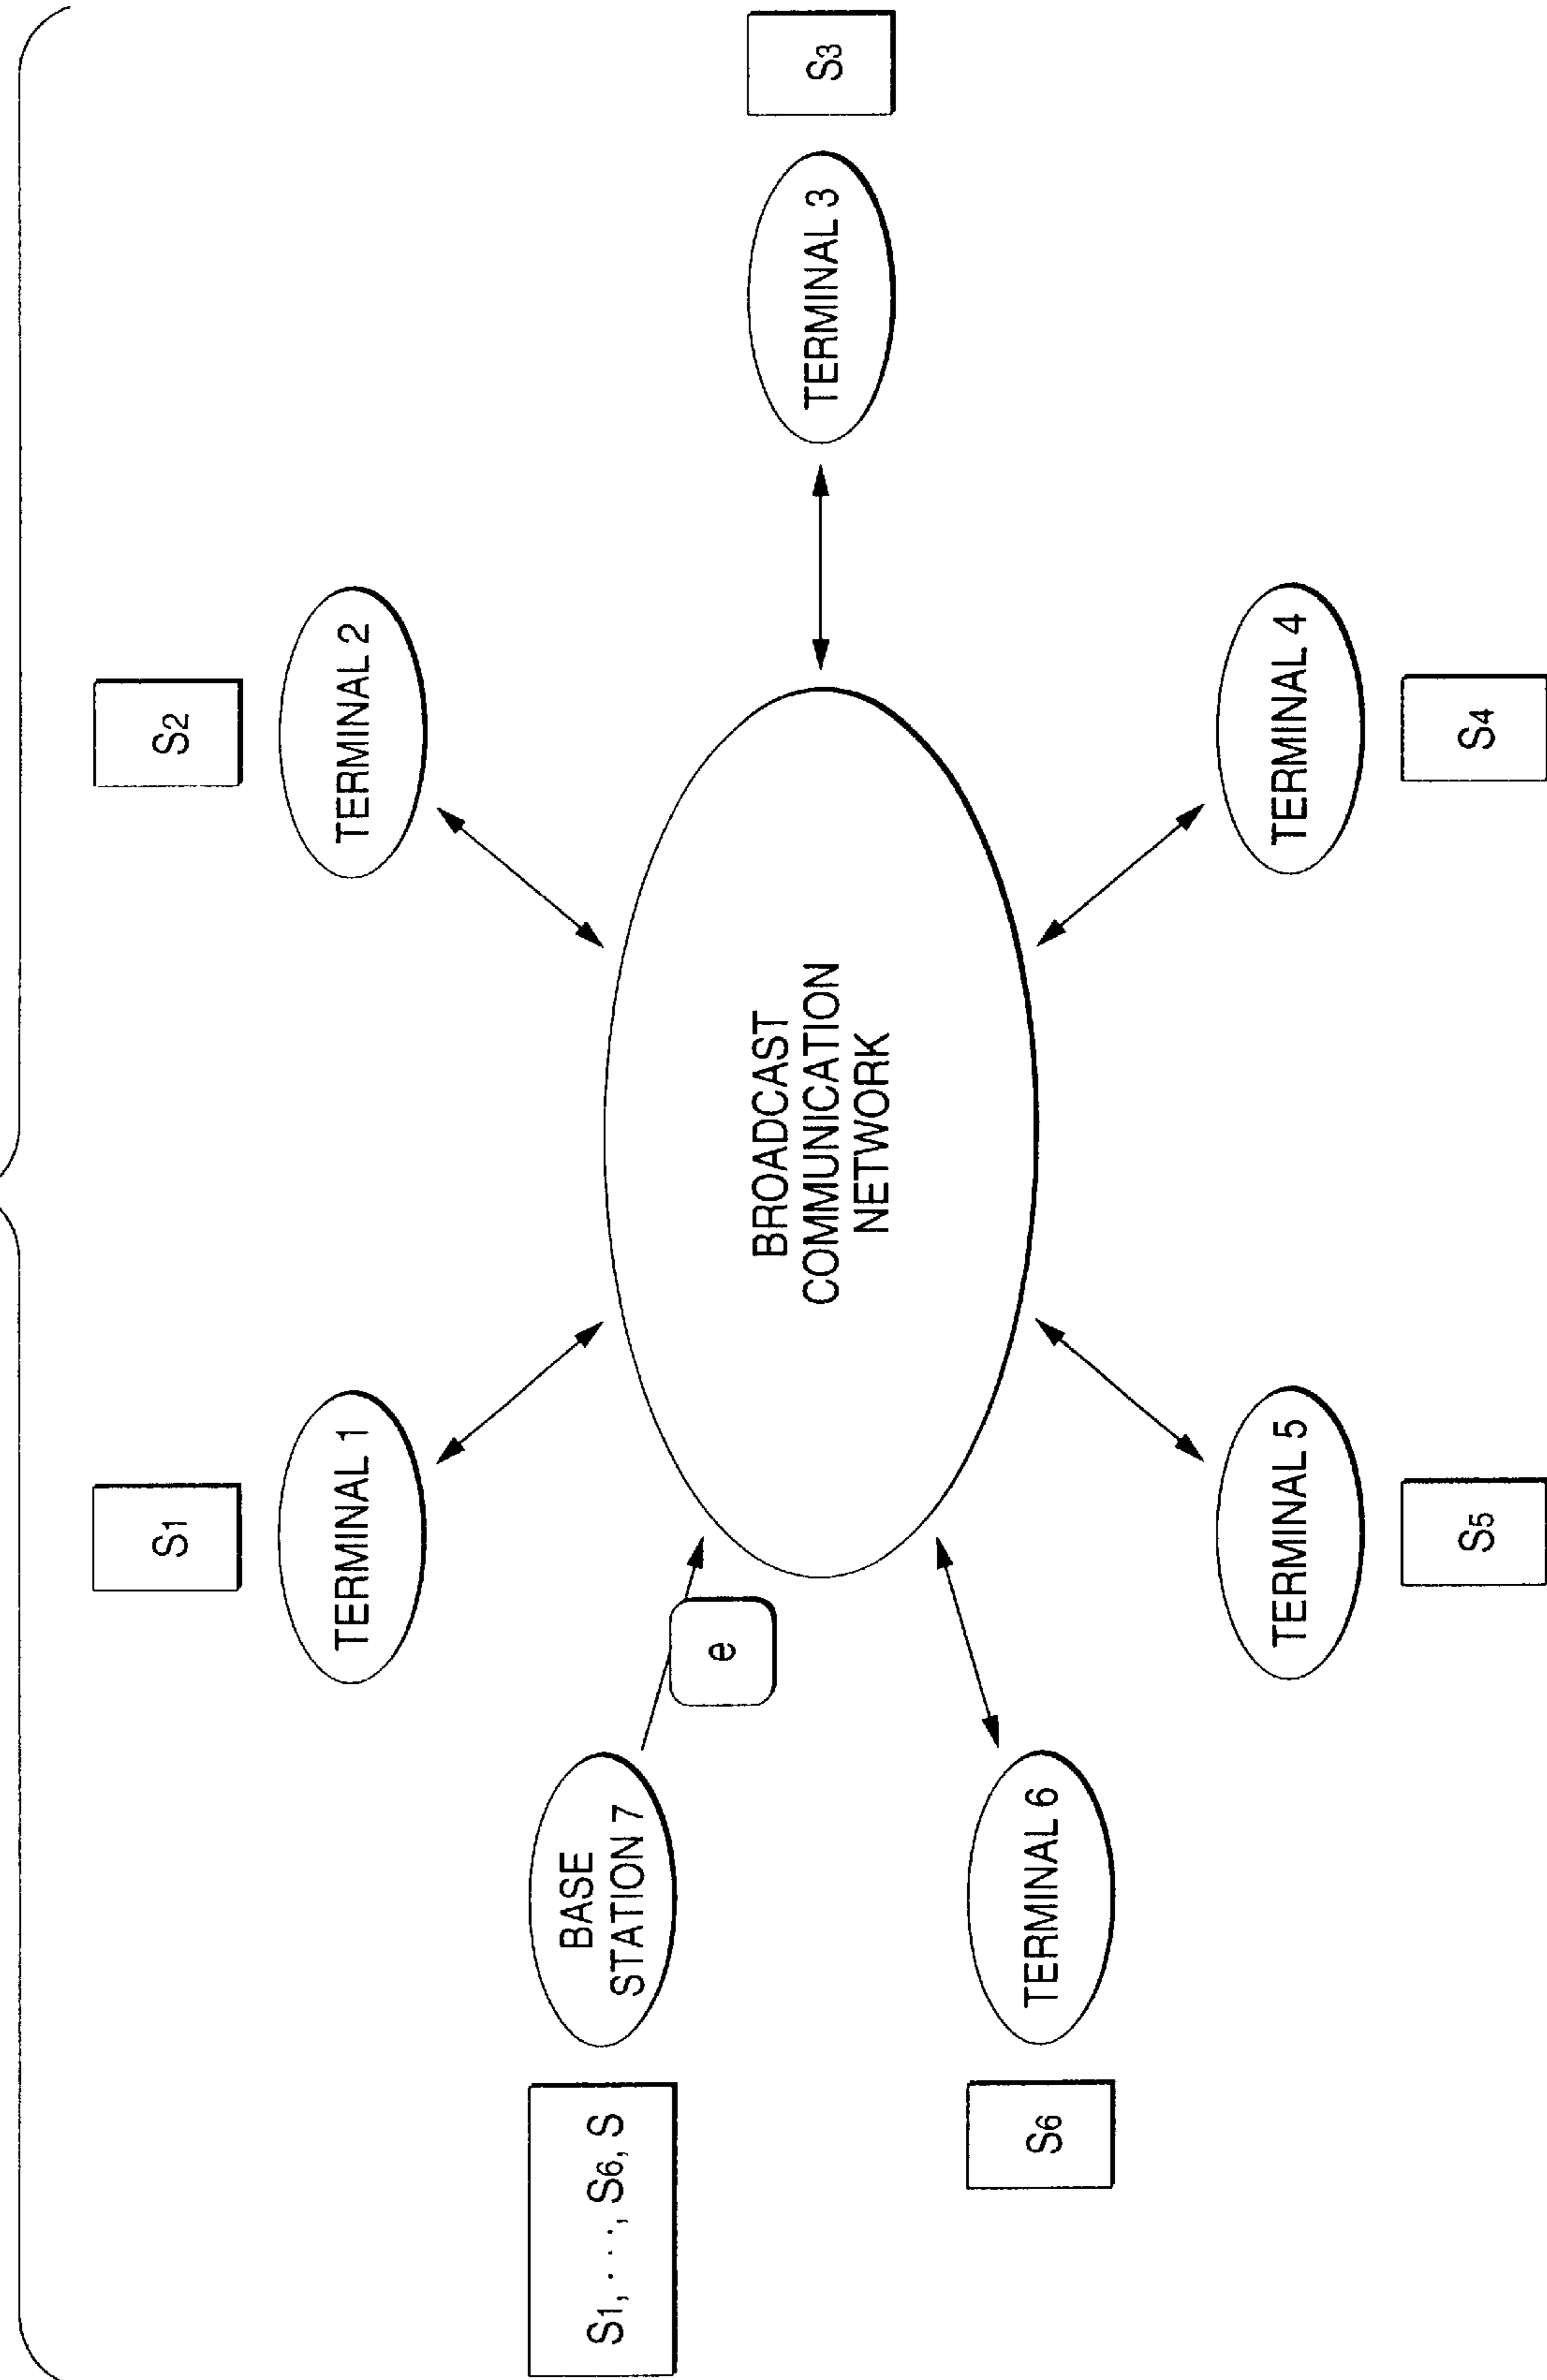 S1
TERMINAL 1
S2
TERMINAL 2
S1, · · ·, S6, S
BASE
STATION 7
e
BROADCAST
COMMUNICATION
NETWORK
TERMINAL 3
S3
S6
TERMINAL 6
TERMINAL 5
S5
TERMINAL 4
S4